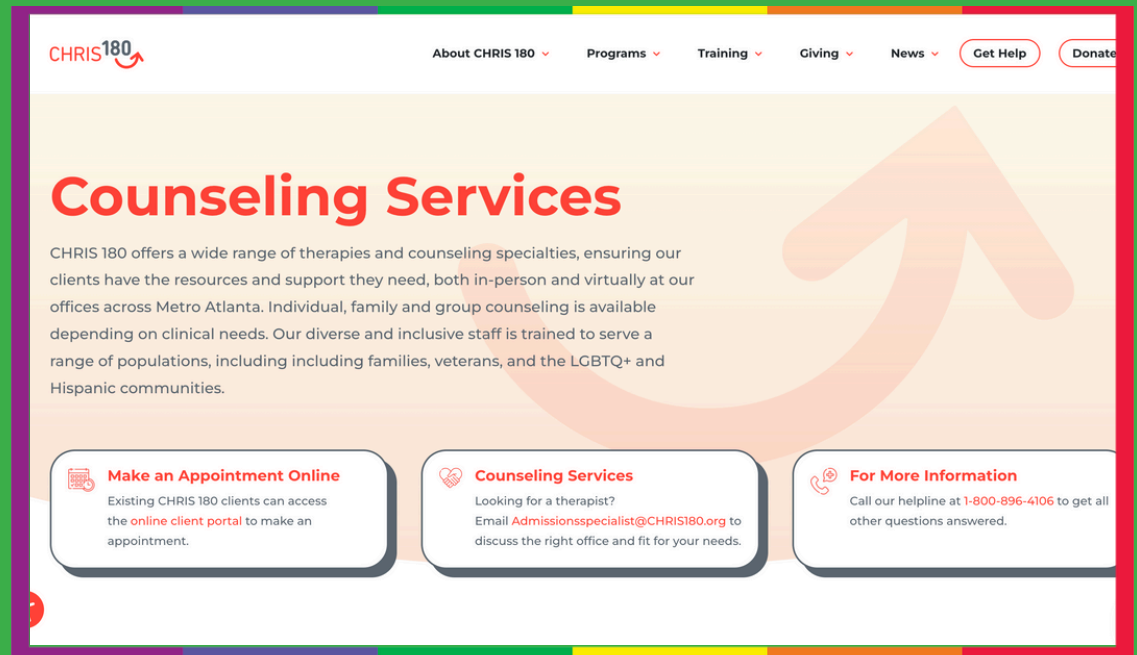 CHRIS180
About CHRIS 180 Programs Training Giving News Get Help Donate
Counseling Services
CHRIS 180 offers a wide range of therapies and counseling specialties, ensuring our
clients have the resources and support they need, both in-person and virtually at our
offices across Metro Atlanta. Individual, family and group counseling is available
depending on clinical needs. Our diverse and inclusive staff is trained to serve a
range of populations, including including families, veterans, and the LGBTQ+ and
Hispanic communities.
Make an Appointment Online
Existing CHRIS 180 clients can access
the online client portal to make an
appointment.
Counseling Services
Looking for a therapist?
Email Admissionsspecialist@CHRIS180.org to
discuss the right office and fit for your needs.
For More Information
Call our helpline at 1-800-896-4106 to get all
other questions answered.